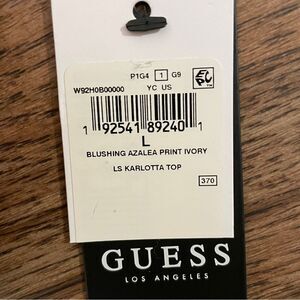 P1G4 1 G9
W92H0B00000 YC US
1 92541 89240 1
L
BLUSHING AZALEA PRINT IVORY
LS KARLOTTA TOP
370
GUESS
LOS ANGELES